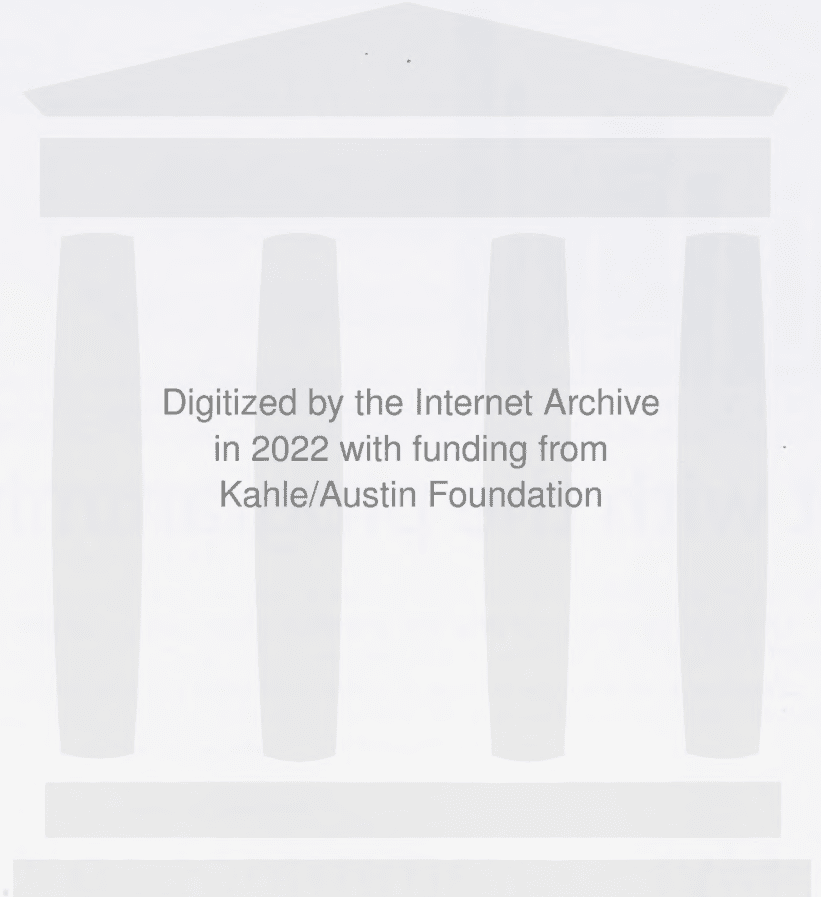 Digitized by the Internet Archive
in 2022 with funding from
Kahle/Austin Foundation